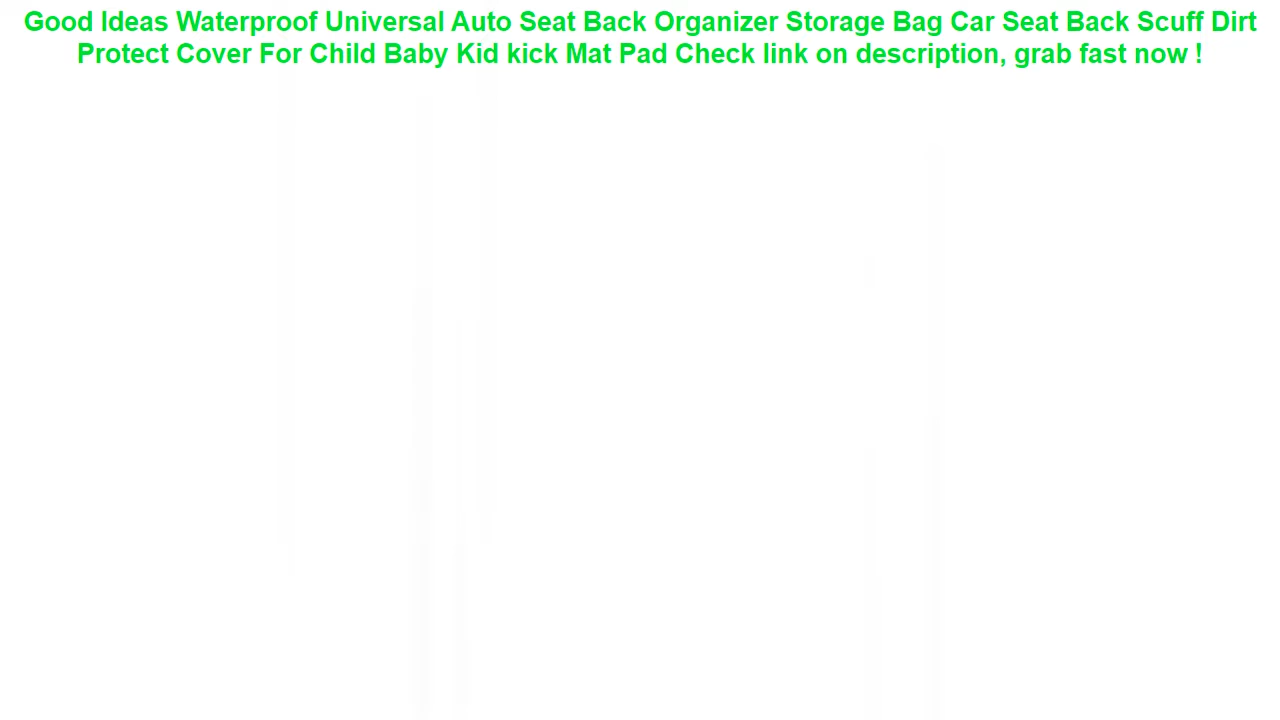 Good Ideas Waterproof Universal Auto Seat Back Organizer Storage Bag Car Seat Back Scuff Dirt
Protect Cover For Child Baby Kid kick Mat Pad Check link on description, grab fast now !